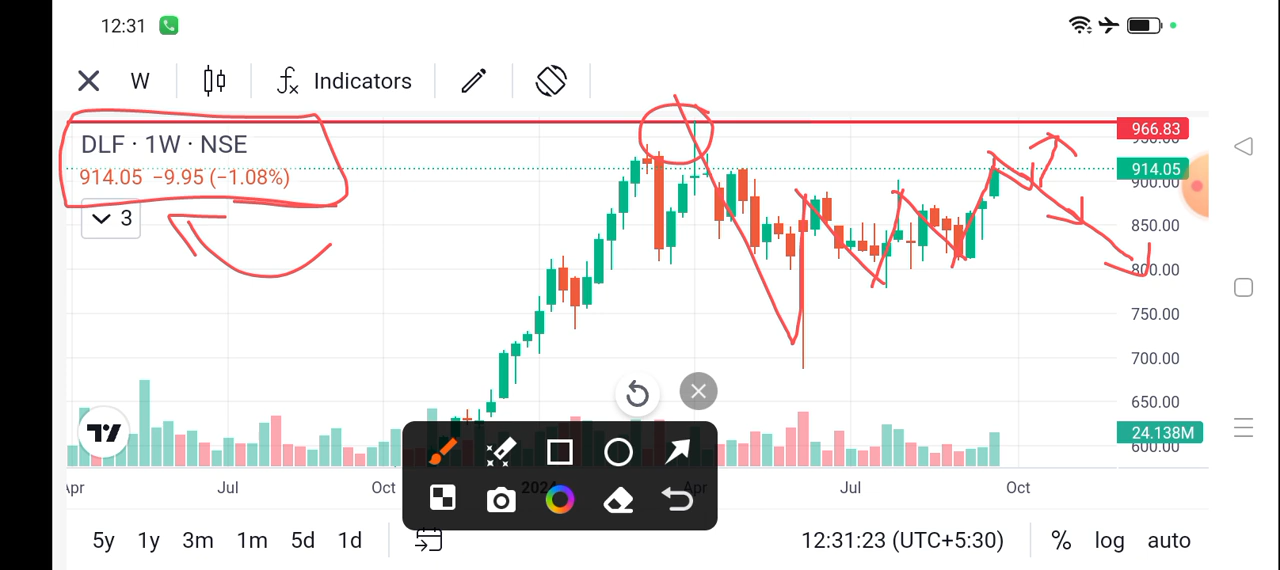 12:31
W
Indicators
DLF · 1W · NSE
914.05 −9.95 (−1.08%)
3
966.83
914.05
900.00
850.00
800.00
750.00
700.00
650.00
24.138M
600.00
Jul
Oct
2024
Apr
Jul
Oct
5y 1y 3m 1m 5d 1d
12:31:23 (UTC+5:30)
% log auto